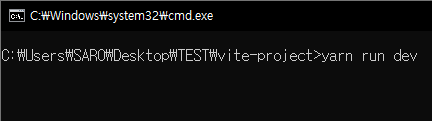 C:₩Windows₩system32₩cmd.exe
C:₩Users₩SARO₩Desktop₩TEST₩vite-project>yarn run dev